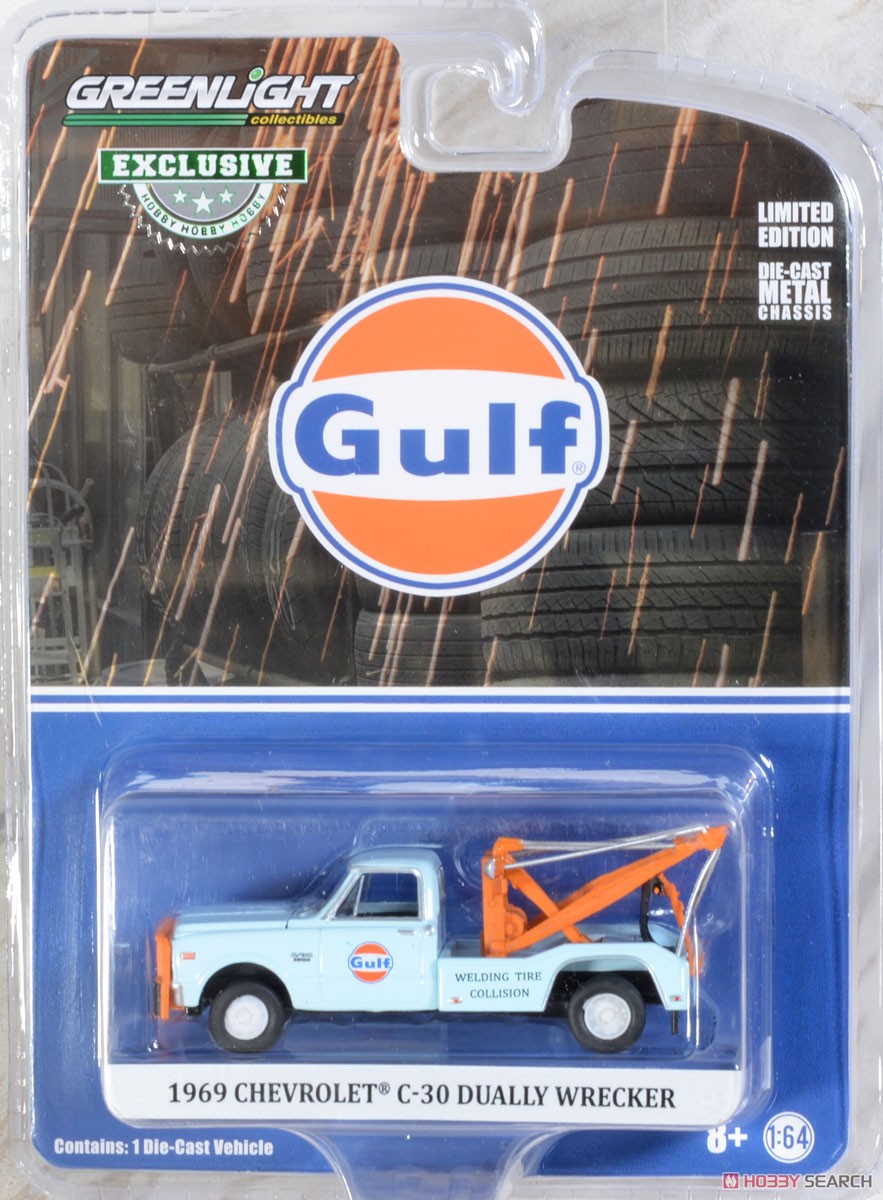 GREENLIGHT®
collectibles
EXCLUSIVE
HOBBY HOBBY HOBBY
LIMITED
EDITION
DIE-CAST
METAL
CHASSIS
Gulf®
Gulf
WELDING TIRE
COLLISION
1969 CHEVROLET® C-30 DUALLY WRECKER
Contains: 1 Die-Cast Vehicle
8+
1:64
HOBBY SEARCH